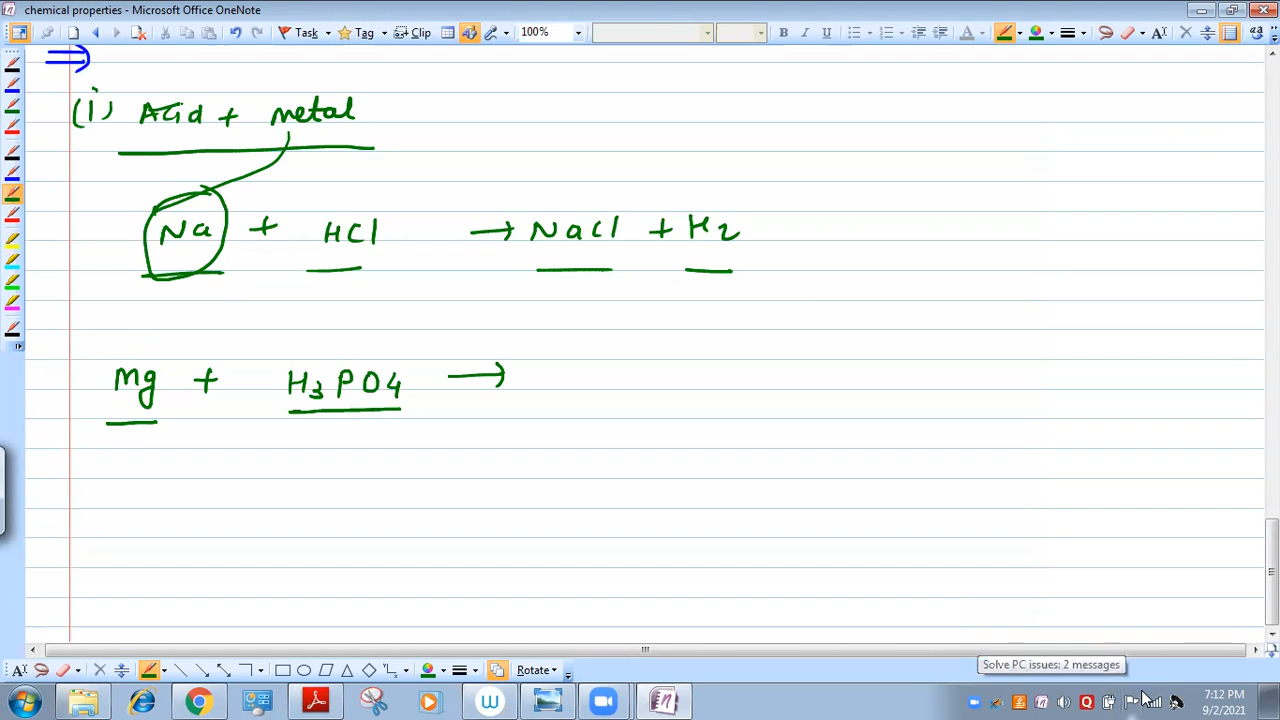 chemical properties - Microsoft Office OneNote
Task Tag Clip 100% B I U
(i) Acid + metal
Na + HCl → NaCl + H2
Mg + H3PO4 →
Rotate
Solve PC issues: 2 messages
7:12 PM
9/2/2021